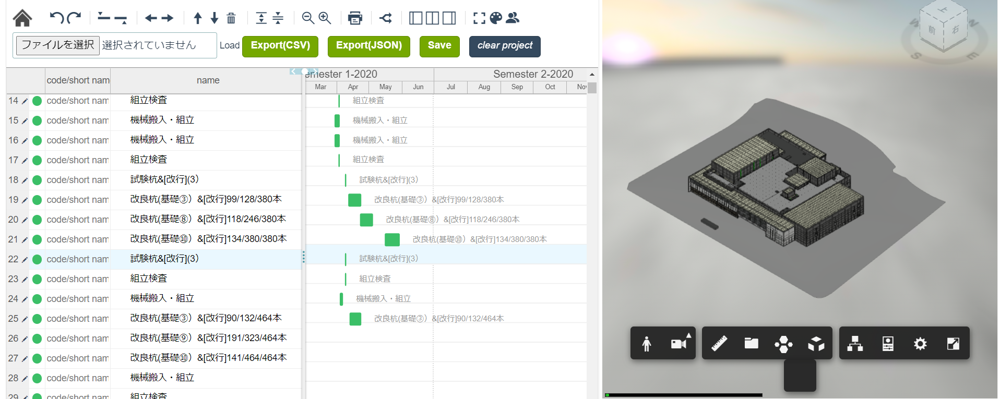 ファイルを選択 選択されていません Load Export(CSV) Export(JSON) Save clear project
code/short nam name
emester 1-2020 Semester 2-2020
Mar Apr May Jun Jul Aug Sep Oct Nov
14 code/short nam 組立検査 組立検査
15 code/short nam 機械搬入・組立 機械搬入・組立
16 code/short nam 機械搬入・組立 機械搬入・組立
17 code/short nam 組立検査 組立検査
18 code/short nam 試験杭&[改行](3） 試験杭&[改行](3）
19 code/short nam 改良杭(基礎③）&[改行]99/128/380本 改良杭(基礎③）&[改行]99/128/380本
20 code/short nam 改良杭(基礎⑧）&[改行]118/246/380本 改良杭(基礎⑧）&[改行]118/246/380本
21 code/short nam 改良杭(基礎⑩）&[改行]134/380/380本 改良杭(基礎⑩）&[改行]134/380/380本
22 code/short nam 試験杭&[改行](3） 試験杭&[改行](3）
23 code/short nam 組立検査 組立検査
24 code/short nam 機械搬入・組立 機械搬入・組立
25 code/short nam 改良杭(基礎③）&[改行]90/132/464本 改良杭(基礎③）&[改行]90/132/464本
26 code/short nam 改良杭(基礎⑨）&[改行]191/323/464本
27 code/short nam 改良杭(基礎⑩）&[改行]141/464/464本
28 code/short nam 機械搬入・組立
29 code/short nam 組立検査
上
前 右
W N S E